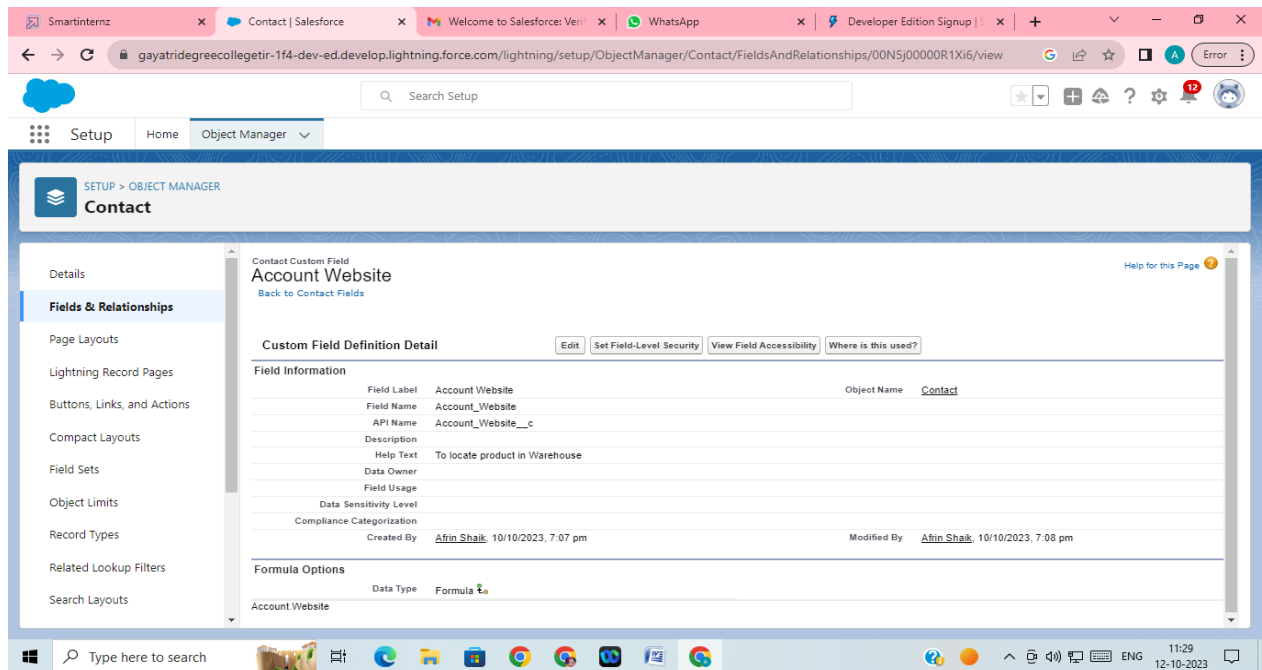 Smartinternz
Contact | Salesforce
Welcome to Salesforce: Veri
WhatsApp
Developer Edition Signup | S
gayatridegreecollegetir-1f4-dev-ed.develop.lightning.force.com/lightning/setup/ObjectManager/Contact/FieldsAndRelationships/00N5j00000R1Xi6/view
A
Error
Search Setup
12
Setup
Home
Object Manager
SETUP > OBJECT MANAGER
Contact
Details
Fields & Relationships
Page Layouts
Lightning Record Pages
Buttons, Links, and Actions
Compact Layouts
Field Sets
Object Limits
Record Types
Related Lookup Filters
Search Layouts
Contact Custom Field
Account Website
Back to Contact Fields
Help for this Page
Custom Field Definition Detail
Edit
Set Field-Level Security
View Field Accessibility
Where is this used?
Field Information
Field Label Account Website Object Name Contact
Field Name Account_Website
API Name Account_Website__c
Description
Help Text To locate product in Warehouse
Data Owner
Field Usage
Data Sensitivity Level
Compliance Categorization
Created By Afrin Shaik, 10/10/2023, 7:07 pm Modified By Afrin Shaik, 10/10/2023, 7:08 pm
Formula Options
Data Type Formula
Account.Website
Type here to search
ENG
11:29
12-10-2023